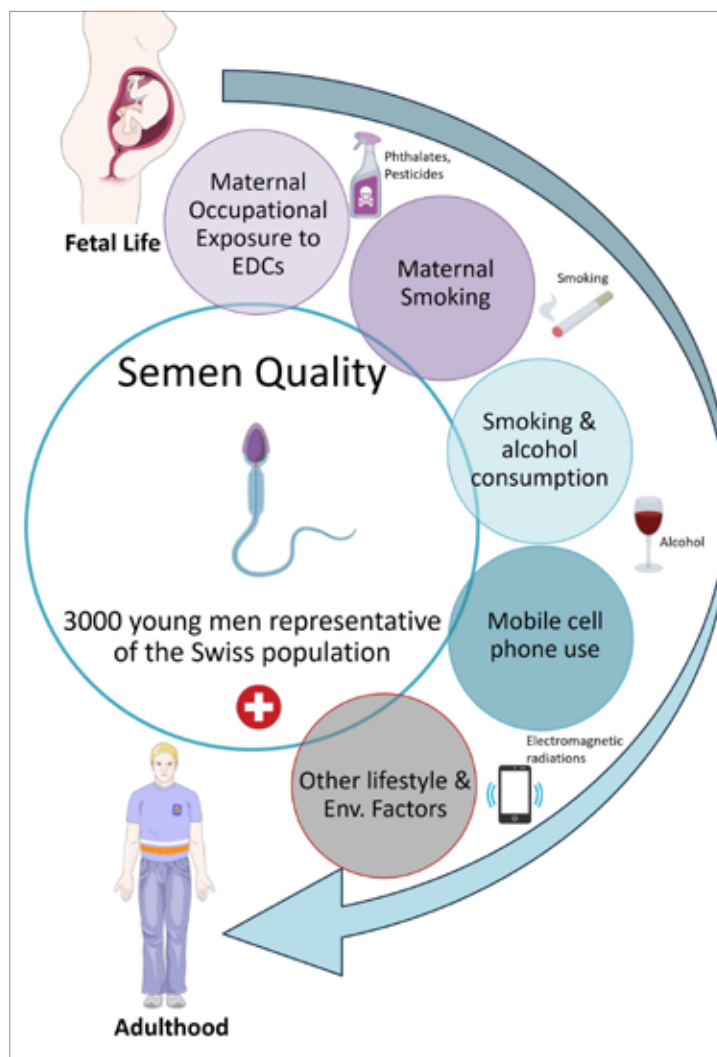 Fetal Life
Maternal
Occupational
Exposure to
EDCs
Phthalates,
Pesticides
Maternal
Smoking
Smoking
Semen Quality
Smoking &
alcohol
consumption
Alcohol
3000 young men representative
of the Swiss population
Mobile cell
phone use
Electromagnetic
radiations
Other lifestyle &
Env. Factors
Adulthood